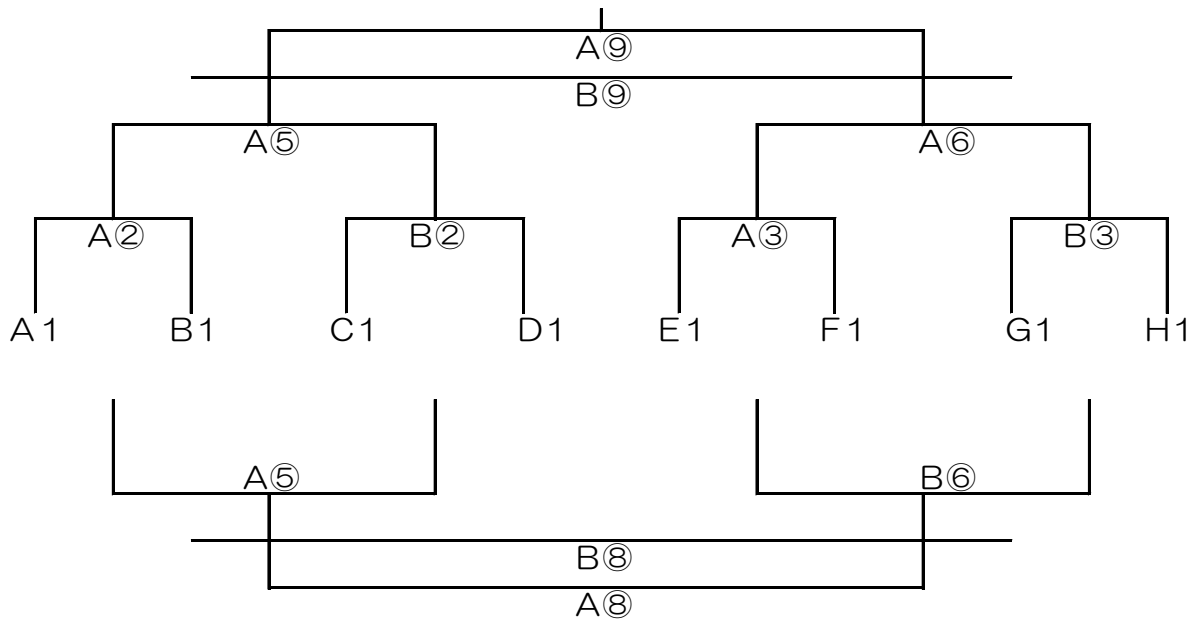 A⑨
B⑨
A⑤ A⑥
A② B② A③ B③
A1 B1 C1 D1 E1 F1 G1 H1
A⑤ B⑥
B⑧
A⑧